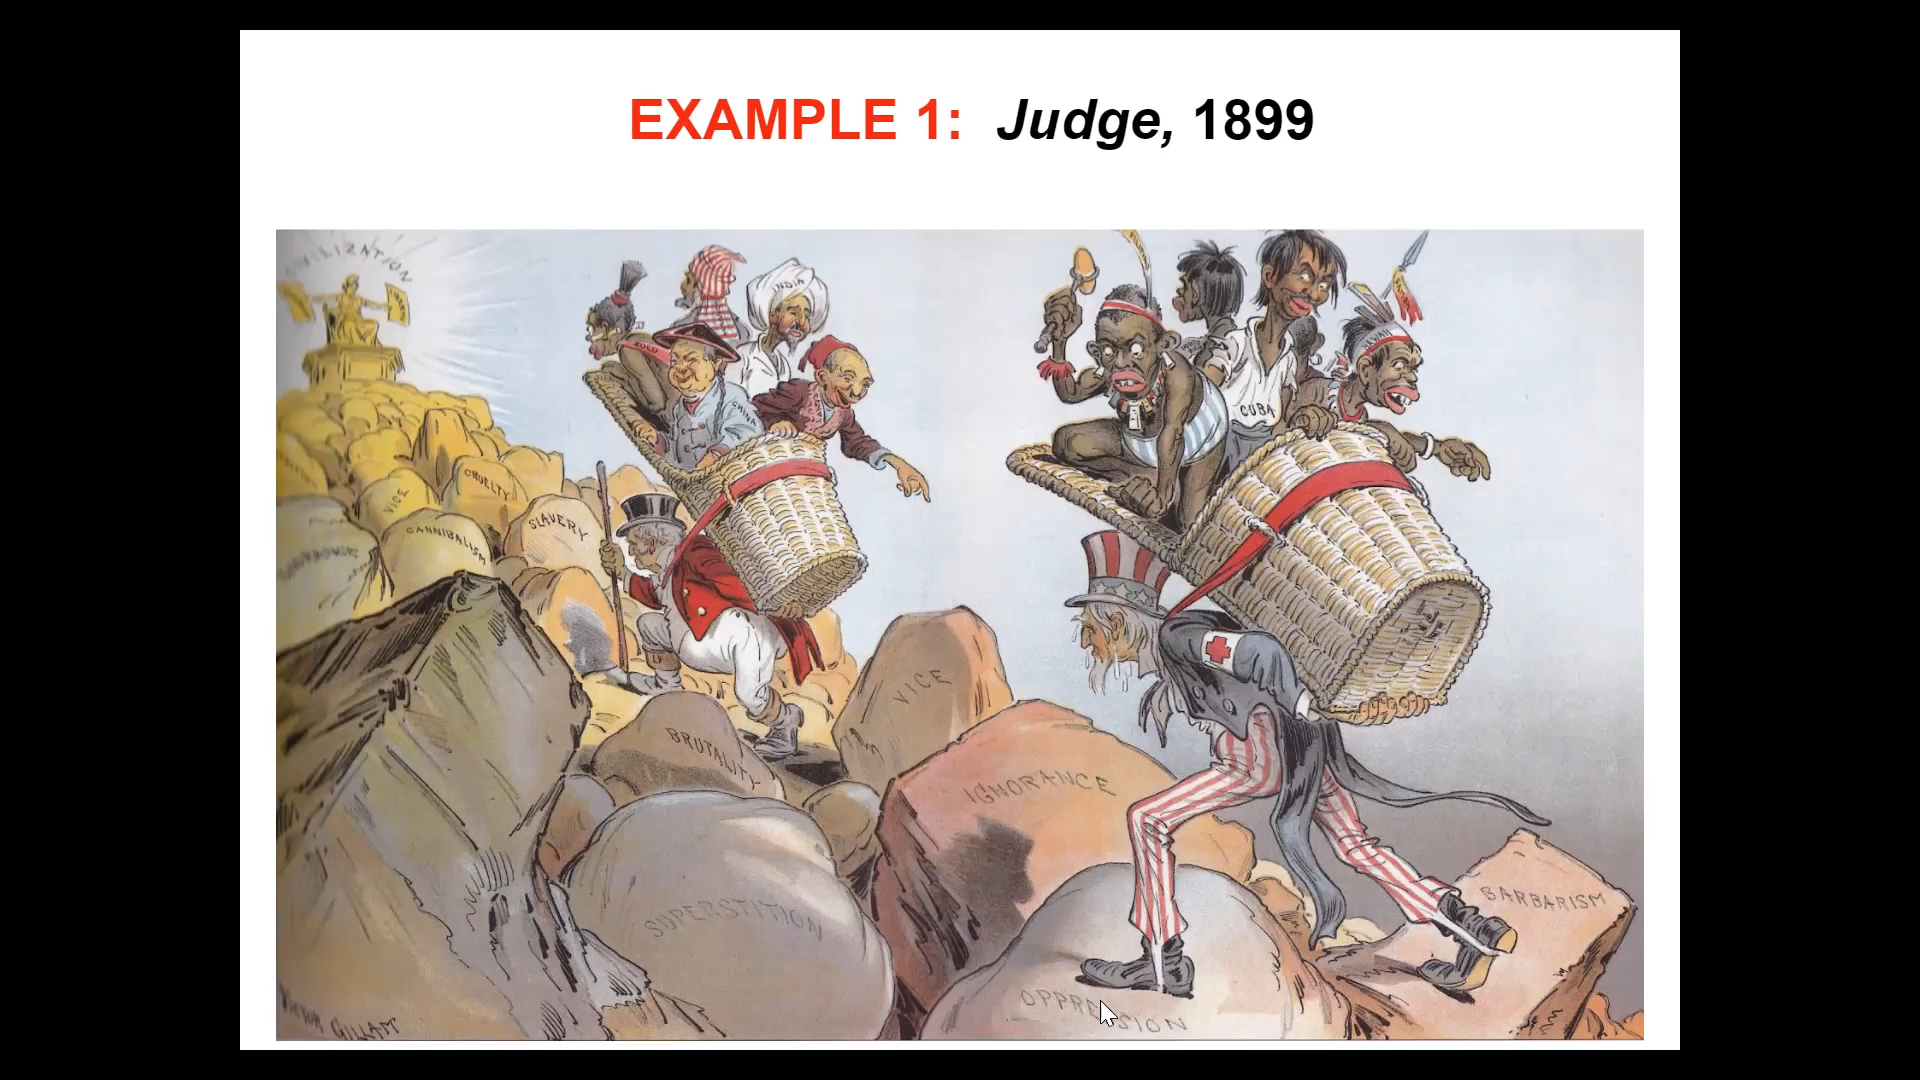 EXAMPLE 1: Judge, 1899
CIVILIZATION
INDIA
ZULU
CHINA
CUBA
VICE
CRUELTY
CANNIBALISM
SLAVERY
BRUTALITY
VICE
IGNORANCE
SUPERSTITION
BARBARISM
OPPRESSION
VICTOR GILLAM